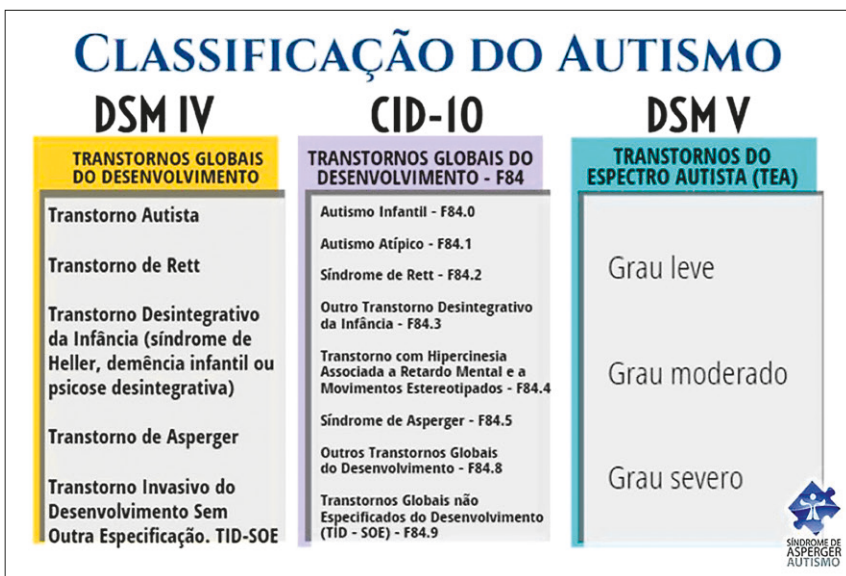 CLASSIFICAÇÃO DO AUTISMO
DSM IV
TRANSTORNOS GLOBAIS
DO DESENVOLVIMENTO
Transtorno Autista
Transtorno de Rett
Transtorno Desintegrativo
da Infância (síndrome de
Heller, demência infantil ou
psicose desintegrativa)
Transtorno de Asperger
Transtorno Invasivo do
Desenvolvimento Sem
Outra Especificação. TID-SOE
CID-10
TRANSTORNOS GLOBAIS DO
DESENVOLVIMENTO - F84
Autismo Infantil - F84.0
Autismo Atípico - F84.1
Síndrome de Rett - F84.2
Outro Transtorno Desintegrativo
da Infância - F84.3
Transtorno com Hipercinesia
Associada a Retardo Mental e a
Movimentos Estereotipados - F84.4
Síndrome de Asperger - F84.5
Outros Transtornos Globais
do Desenvolvimento - F84.8
Transtornos Globais não
Especificados do Desenvolvimento
(TID - SOE) - F84.9
DSM V
TRANSTORNOS DO
ESPECTRO AUTISTA (TEA)
Grau leve
Grau moderado
Grau severo
SÍNDROME DE
ASPERGER
AUTISMO